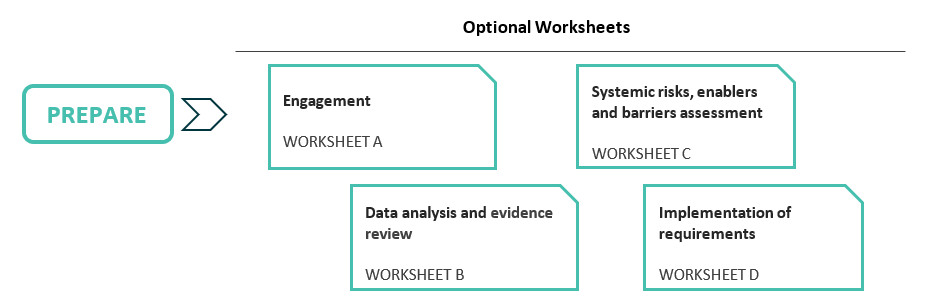 Optional Worksheets
PREPARE
Engagement
WORKSHEET A
Systemic risks, enablers
and barriers assessment
WORKSHEET C
Data analysis and evidence
review
WORKSHEET B
Implementation of
requirements
WORKSHEET D